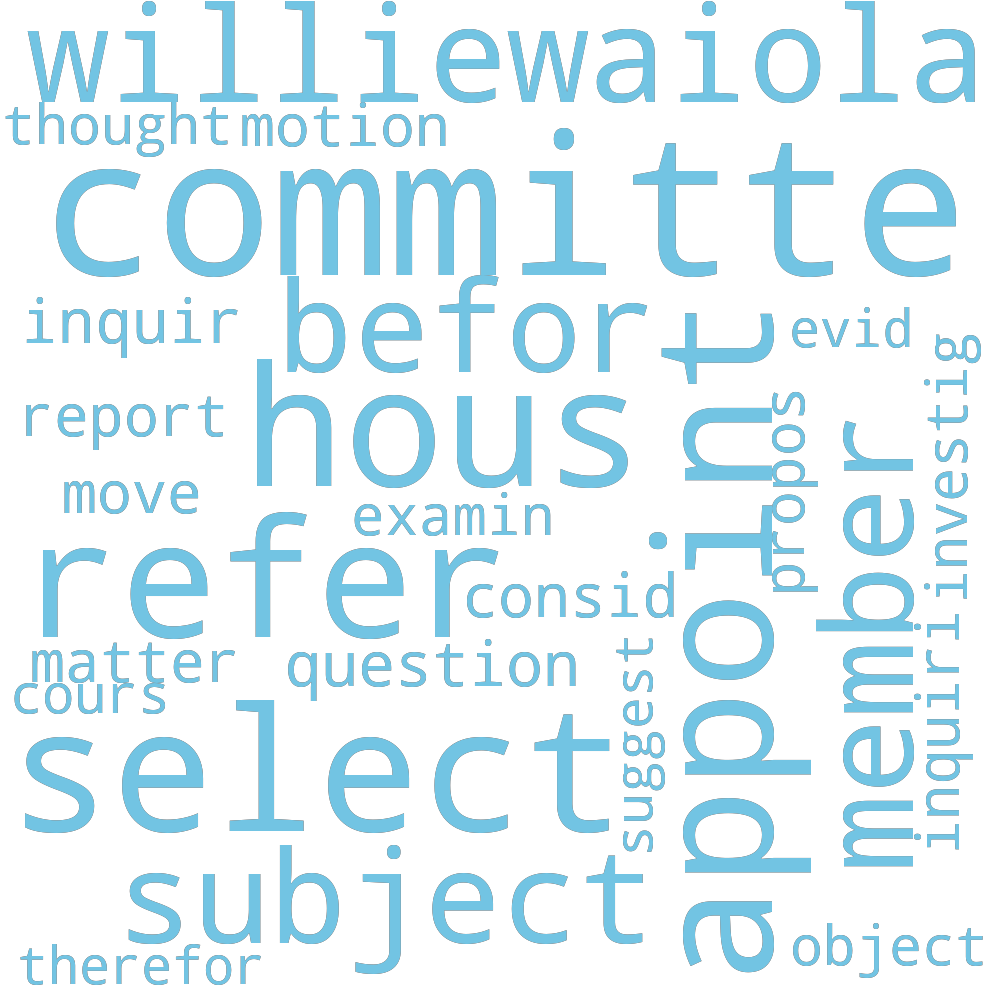 williewaiola
thought motion
committe
inquir
befor
evid
report
hous
move
examin
refer
consid
matter
question
cours
select
subject
therefor
object
appoint
propos
suggest
member
investig
inquiri